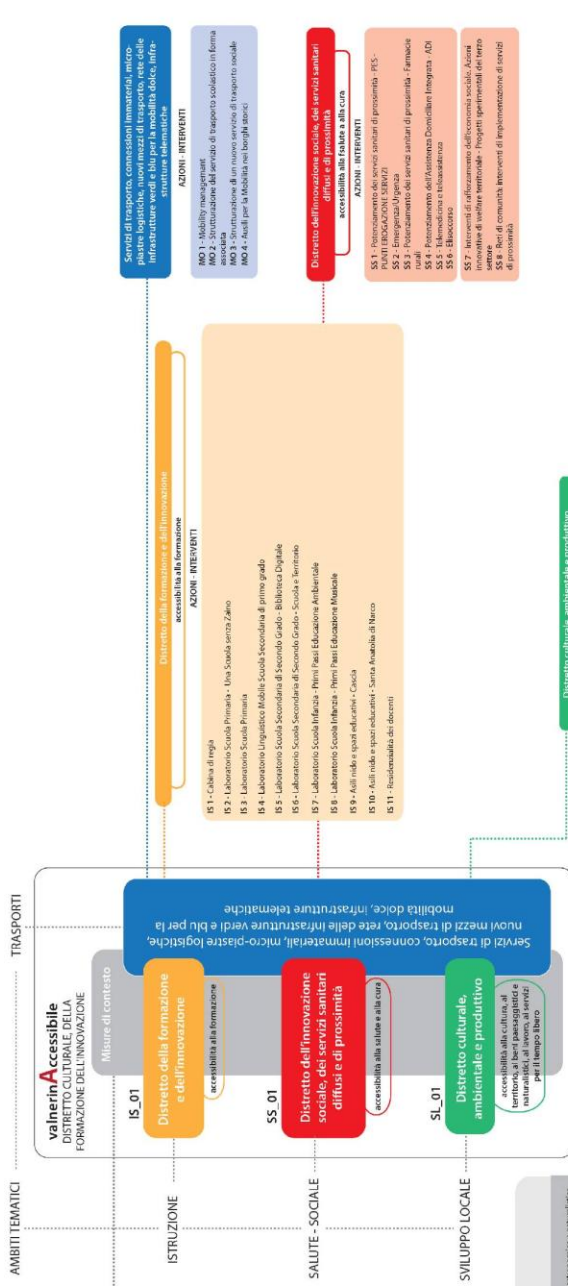 AMBITI TEMATICI
TRASPORTI
valnerinAccessibile
DISTRETTO CULTURALE, DELLA
FORMAZIONE DELL'INNOVAZIONE
Misure di contesto
Servizi di trasporto, connessioni immateriali, micro-piastre logistiche,
nuovi mezzi di trasporto, rete delle infrastrutture verdi e blu per la
mobilità dolce, infrastrutture telematiche
ISTRUZIONE
IS_01
Distretto della formazione
e dell'innovazione
accessibilità alla formazione
SALUTE - SOCIALE
SS_01
Distretto dell'innovazione
sociale, dei servizi sanitari
diffusi e di prossimità
accessibilità alla salute e alla cura
SVILUPPO LOCALE
SL_01
Distretto culturale,
ambientale e produttivo
accessibilità alla cultura, al
territorio, ai beni paesaggistici e
naturalistici, al lavoro, ai servizi
per il tempo libero
Distretto della formazione e dell'innovazione
accessibilità alla formazione
AZIONI - INTERVENTI
IS 1 - Cabina di regia
IS 2 - Laboratorio Scuola Primaria - Una Scuola senza Zaino
IS 3 - Laboratorio Scuola Primaria
IS 4 - Laboratorio Linguistico Mobile Scuola Secondaria di primo grado
IS 5 - Laboratorio Scuola Secondaria di Secondo Grado - Biblioteca Digitale
IS 6 - Laboratorio Scuola Secondaria di Secondo Grado - Scuola e Territorio
IS 7 - Laboratorio Scuola Infanzia - Primi Passi Educazione Ambientale
IS 8 - Laboratorio Scuola Infanzia - Primi Passi Educazione Musicale
IS 9 - Asili nido e spazi educativi - Cascia
IS 10 - Asili nido e spazi educativi - Santa Anatolia di Narco
IS 11 - Residenzialità dei docenti
Servizi di trasporto, connessioni immateriali, micro-
piastre logistiche, nuovi mezzi di trasporto, rete delle
infrastrutture verdi e blu per la mobilità dolce, infra-
strutture telematiche
AZIONI - INTERVENTI
MO 1 - Mobility management
MO 2 - Strutturazione del servizio di trasporto scolastico in forma
associata
MO 3 - Strutturazione di un nuovo servizio di trasporto sociale
MO 4 - Ausili per la Mobilità nei borghi storici
Distretto dell'innovazione sociale, dei servizi sanitari
diffusi e di prossimità
accessibilità alla fsalute a alla cura
AZIONI - INTERVENTI
SS 1 - Potenziamento dei servizi sanitari di prossimità - PES -
PUNTI EROGAZIONE SERVIZI
SS 2 - Emergenza/Urgenza
SS 3 - Potenziamento dei servizi sanitari di prossimità - Farmacie
rurali
SS 4 - Potenziamento dell'Assistenza Domiciliare Integrata - ADI
SS 5 - Telemedicina e teleassistenza
SS 6 - Elisoccorso
SS 7 - Interventi di rafforzamento dell'economia sociale. Azioni
innovative di welfare territoriale - Progetti sperimentali del terzo
settore
SS 8 - Reti di comunità interventi di implementazione di servizi
di prossimità
Distretto culturale, ambientale e produttivo